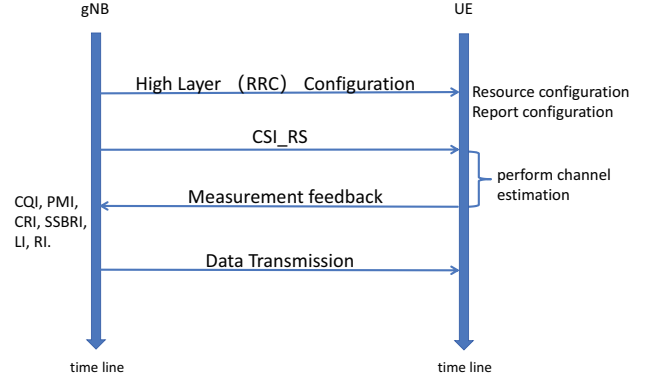 gNB
UE
High Layer （RRC） Configuration
Resource configuration
Report configuration
CSI_RS
perform channel
estimation
Measurement feedback
CQI, PMI,
CRI, SSBRI,
LI, RI.
Data Transmission
time line
time line